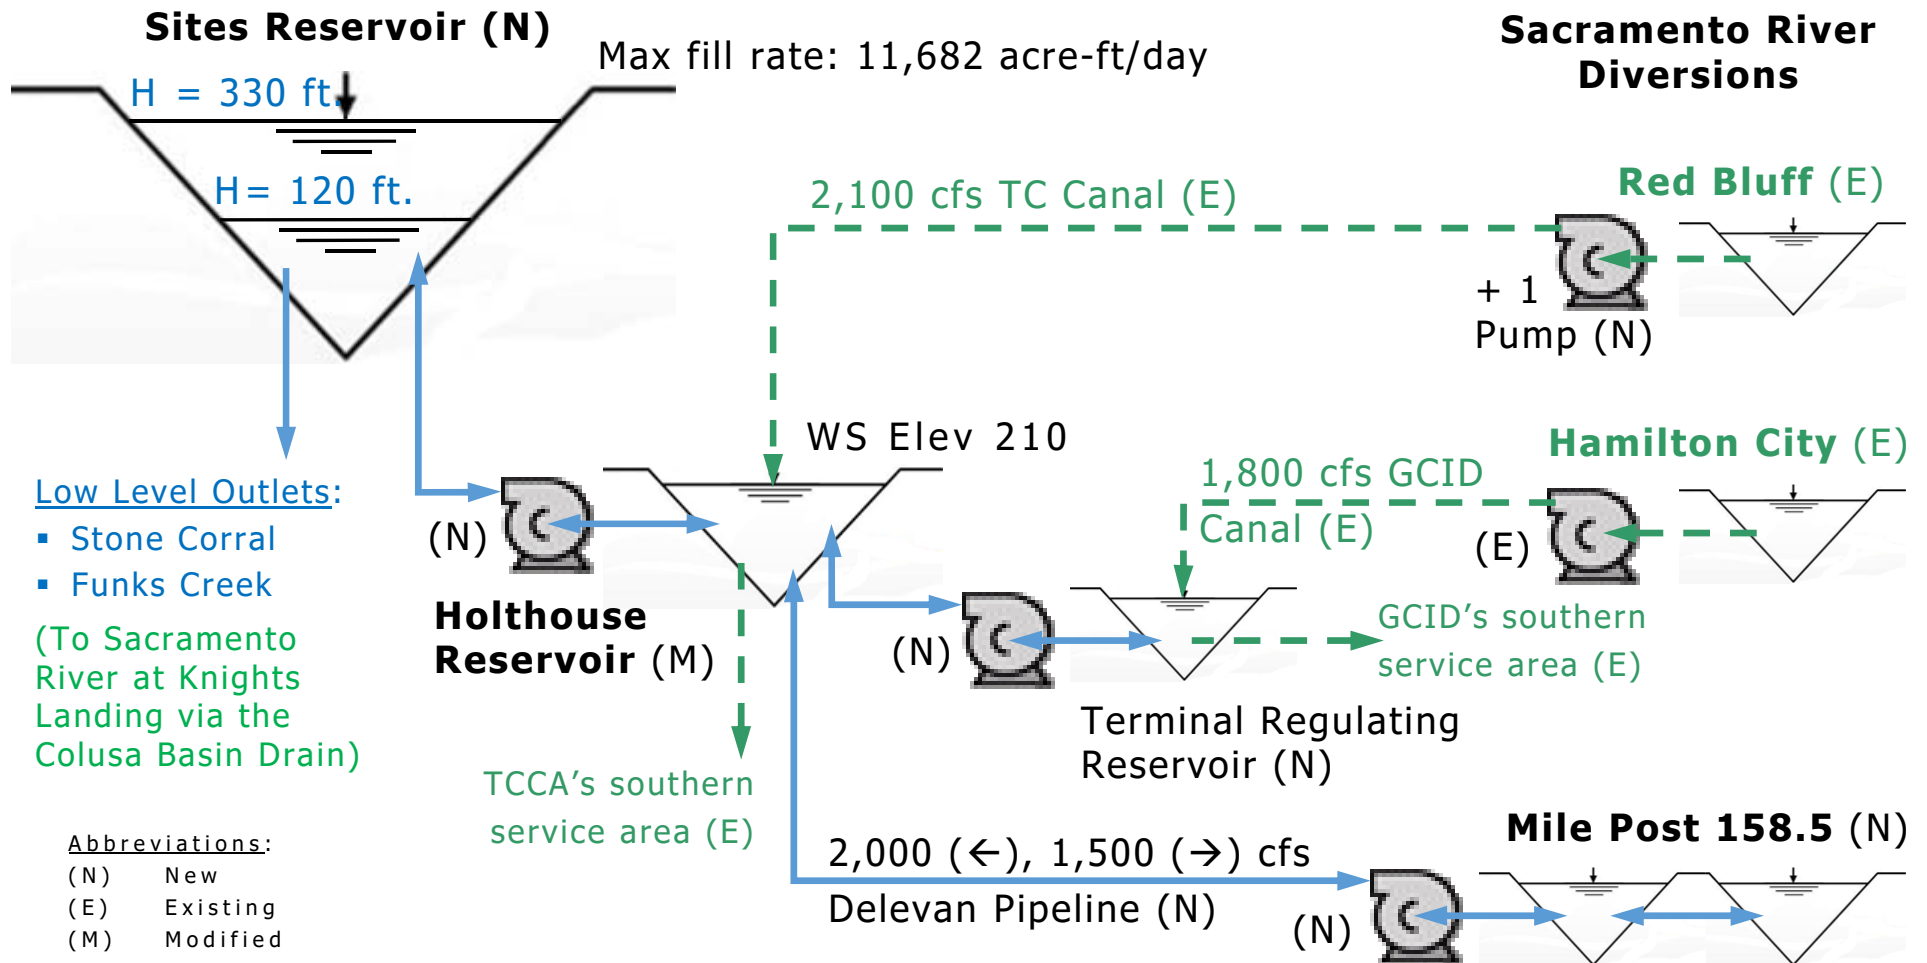 Sites Reservoir (N)
Max fill rate: 11,682 acre-ft/day
Sacramento River
Diversions
H = 330 ft.
H= 120 ft.
2,100 cfs TC Canal (E)
Red Bluff (E)
+ 1
Pump (N)
WS Elev 210
Hamilton City (E)
1,800 cfs GCID
Canal (E)
(E)
Low Level Outlets:
▪ Stone Corral
▪ Funks Creek
(N)
(To Sacramento
River at Knights
Landing via the
Colusa Basin Drain)
Holthouse
Reservoir (M)
(N)
GCID's southern
service area (E)
Terminal Regulating
Reservoir (N)
TCCA's southern
service area (E)
Mile Post 158.5 (N)
2,000 (←), 1,500 (→) cfs
Delevan Pipeline (N)
(N)
Abbreviations:
(N) New
(E) Existing
(M) Modified